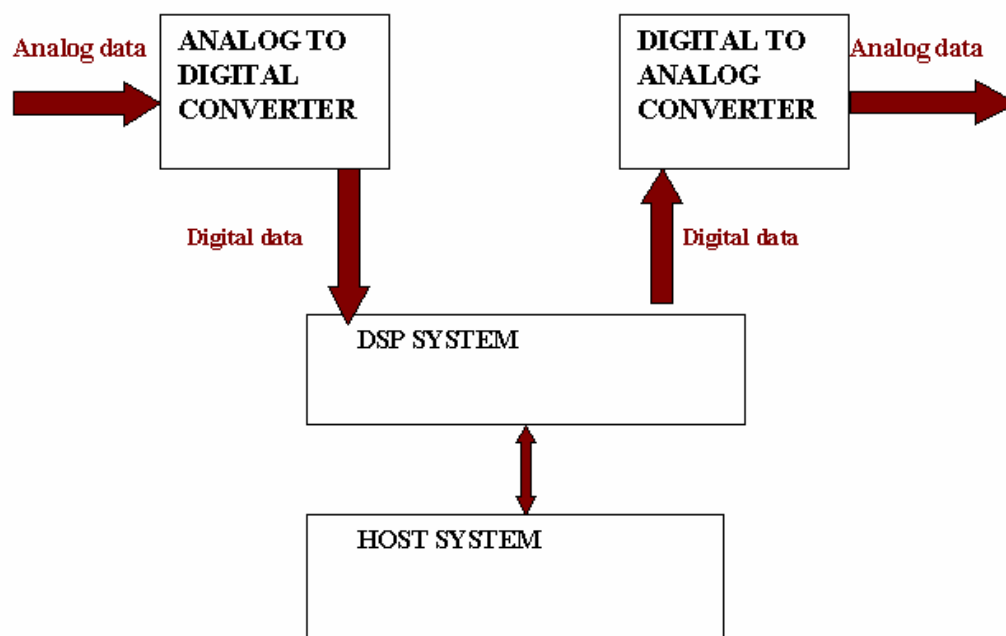 Analog data
ANALOG TO
DIGITAL
CONVERTER
DIGITAL TO
ANALOG
CONVERTER
Analog data
Digital data
Digital data
DSP SYSTEM
HOST SYSTEM